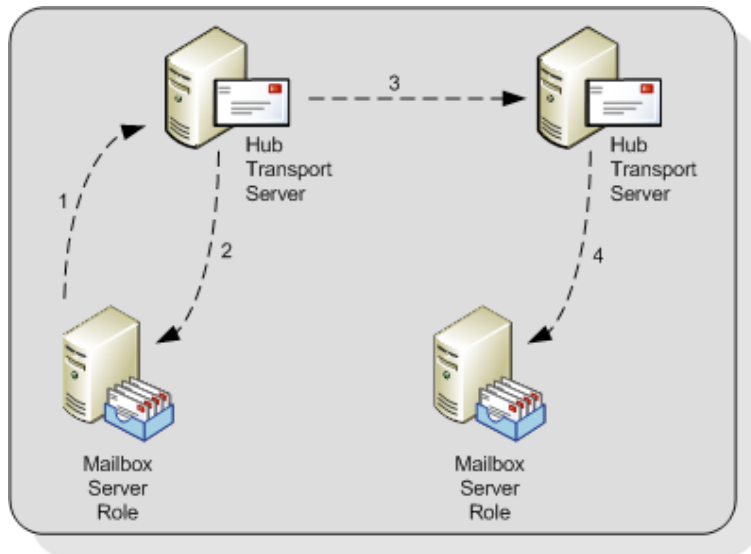 3
Hub
Transport
Server
Hub
Transport
Server
1
2
4
Mailbox
Server
Role
Mailbox
Server
Role